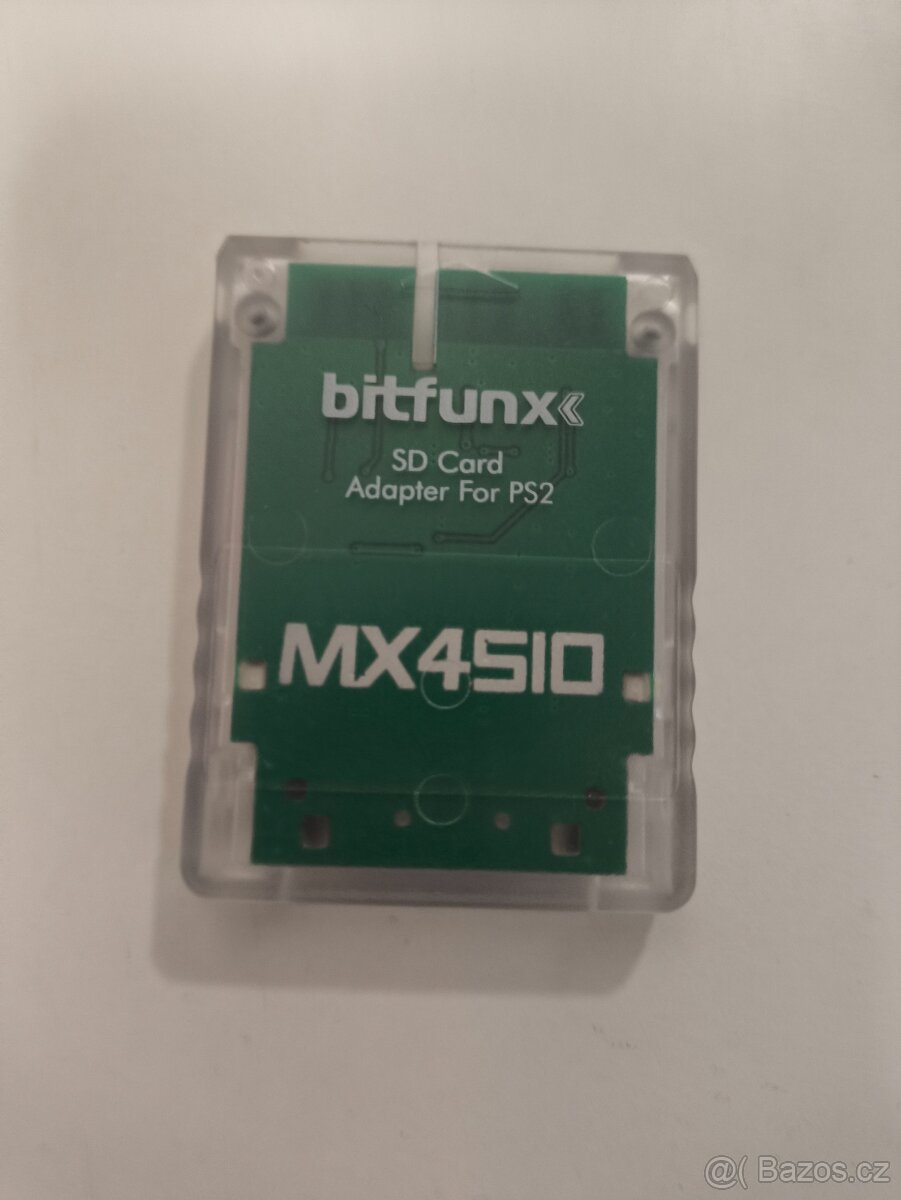 bitfunx
SD Card
Adapter For PS2
MX4SIO
@( Bazos.cz